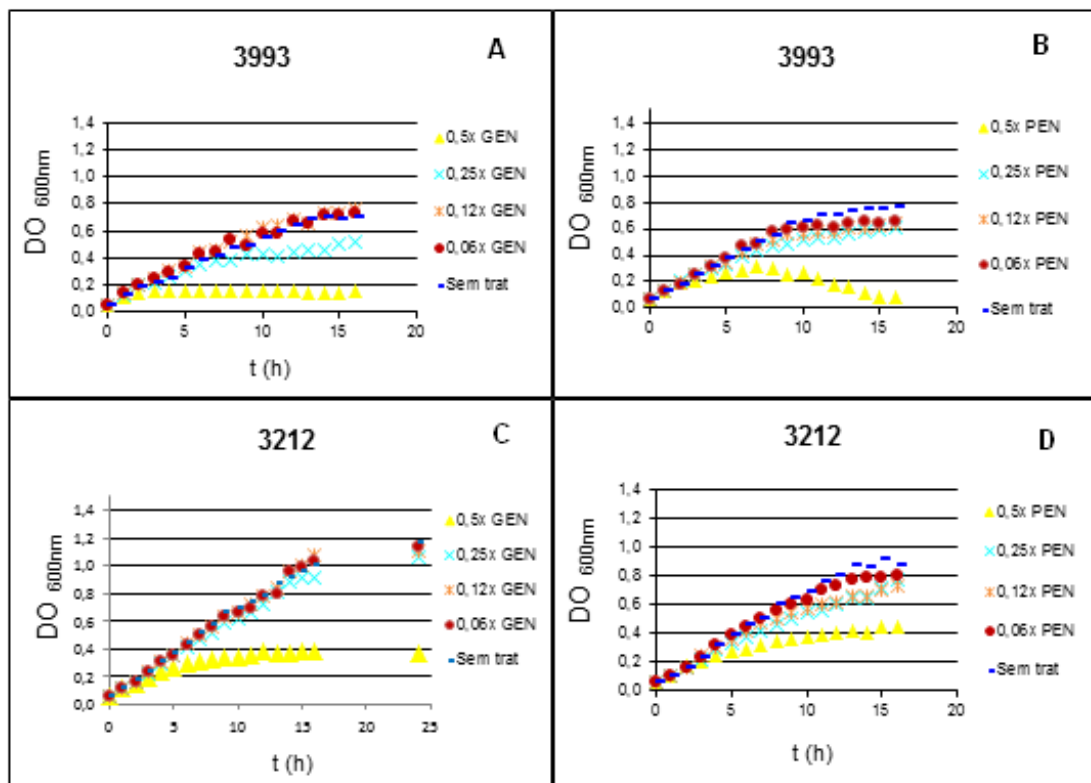 3993
A
DO 600nm
1,4
1,2
1,0
0,8
0,6
0,4
0,2
0,0
0 5 10 15 20
t (h)
0,5x GEN
0,25x GEN
0,12x GEN
0,06x GEN
Sem trat
3993
B
DO 600nm
1,4
1,2
1,0
0,8
0,6
0,4
0,2
0,0
0 5 10 15 20
t (h)
0,5x PEN
0,25x PEN
0,12x PEN
0,06x PEN
Sem trat
3212
C
DO 600nm
1,4
1,2
1,0
0,8
0,6
0,4
0,2
0,0
0 5 10 15 20 25
t (h)
0,5x GEN
0,25x GEN
0,12x GEN
0,06x GEN
Sem trat
3212
D
DO 600nm
1,4
1,2
1,0
0,8
0,6
0,4
0,2
0,0
0 5 10 15 20
t (h)
0,5x PEN
0,25x PEN
0,12x PEN
0,06x PEN
Sem trat